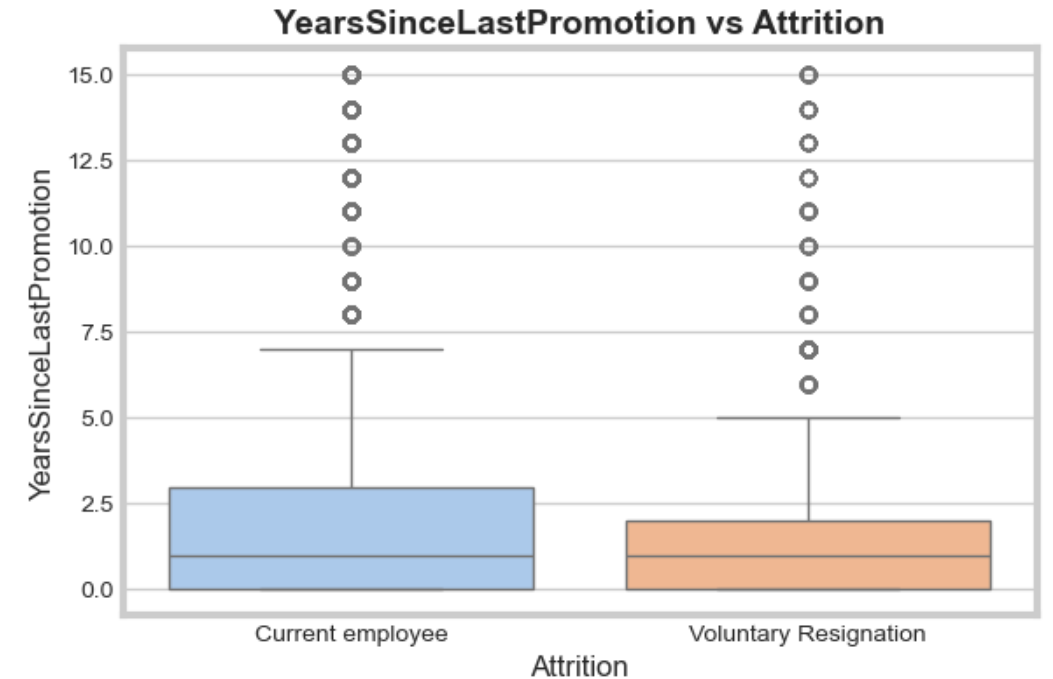 YearsSinceLastPromotion vs Attrition
YearsSinceLastPromotion
15.0
12.5
10.0
7.5
5.0
2.5
0.0
Current employee
Voluntary Resignation
Attrition